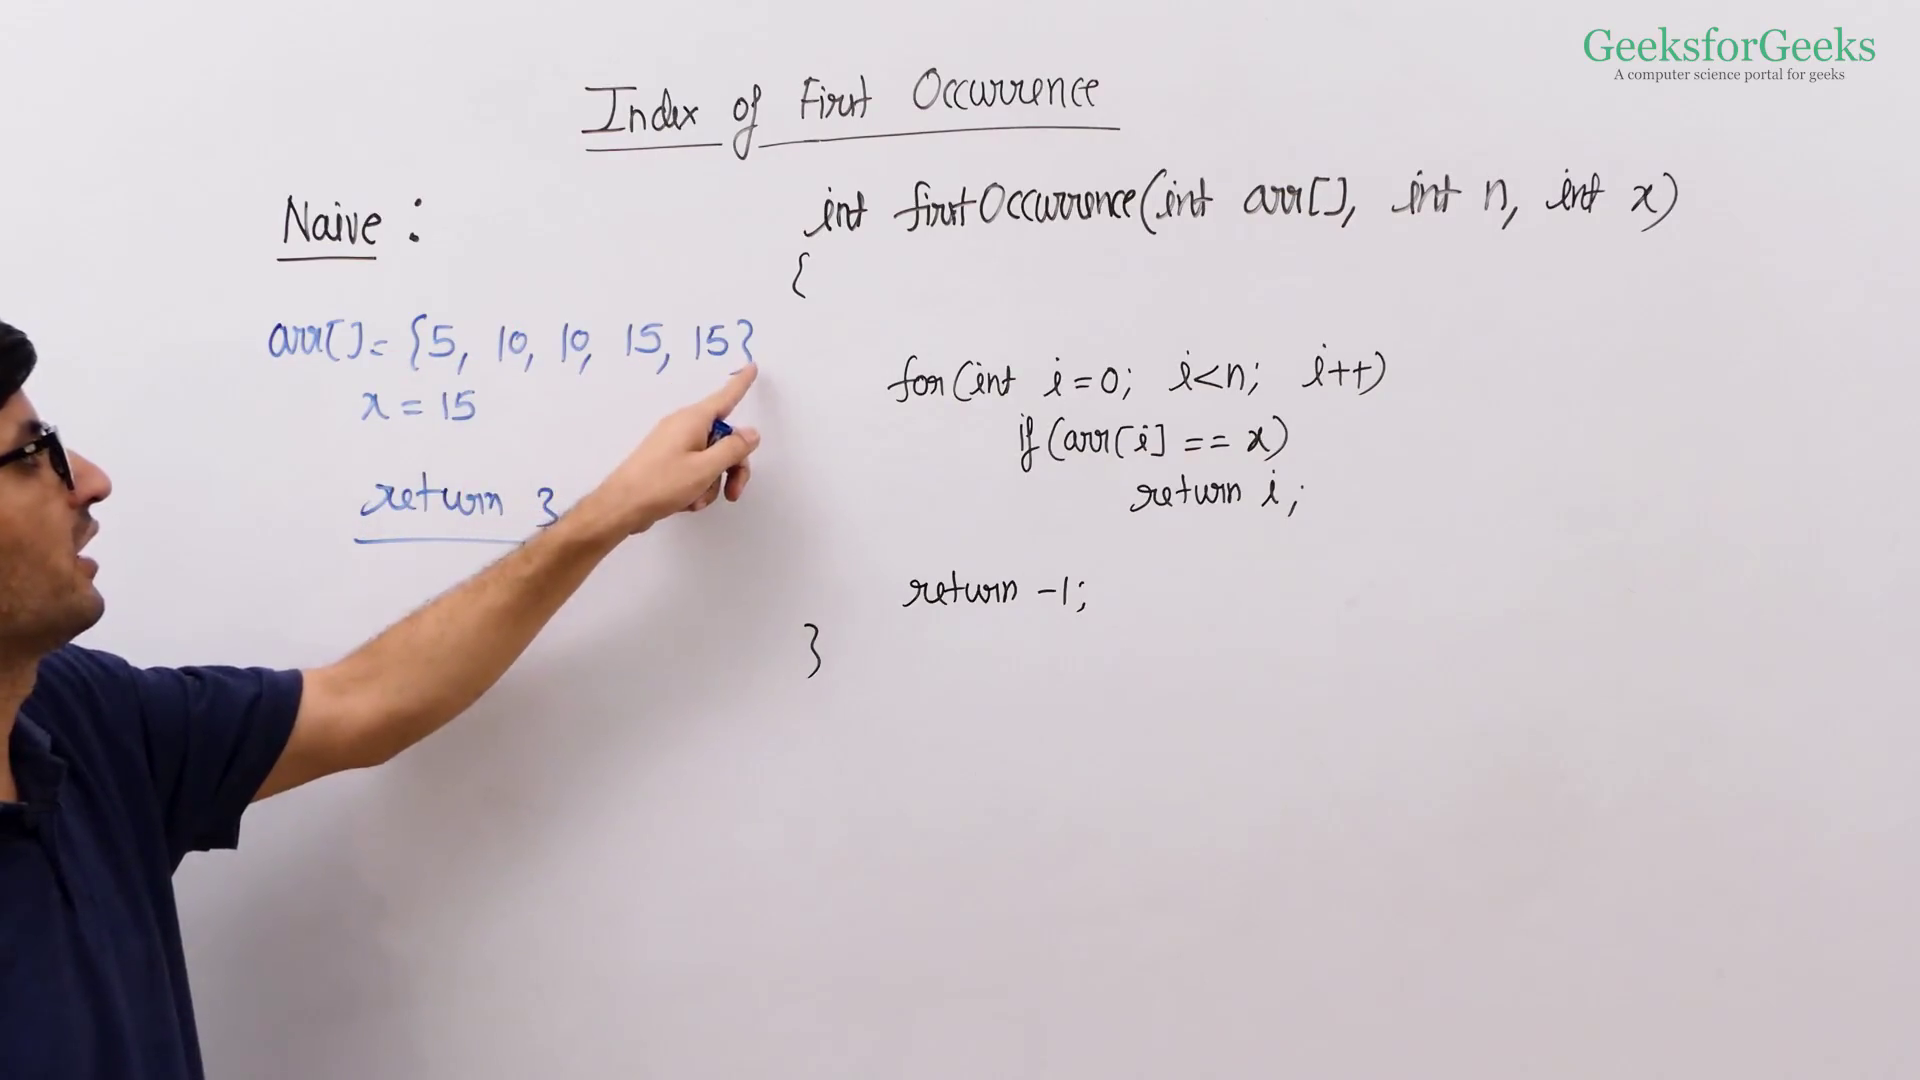 GeeksforGeeks
A computer science portal for geeks
Index of First Occurrence
Naive :
arr[] = {5, 10, 10, 15, 15}
x = 15
return 3
int firstOccurrence(int arr[], int n, int x)
{
for(int i=0; i<n; i++)
if(arr[i] == x)
return i;
return -1;
}